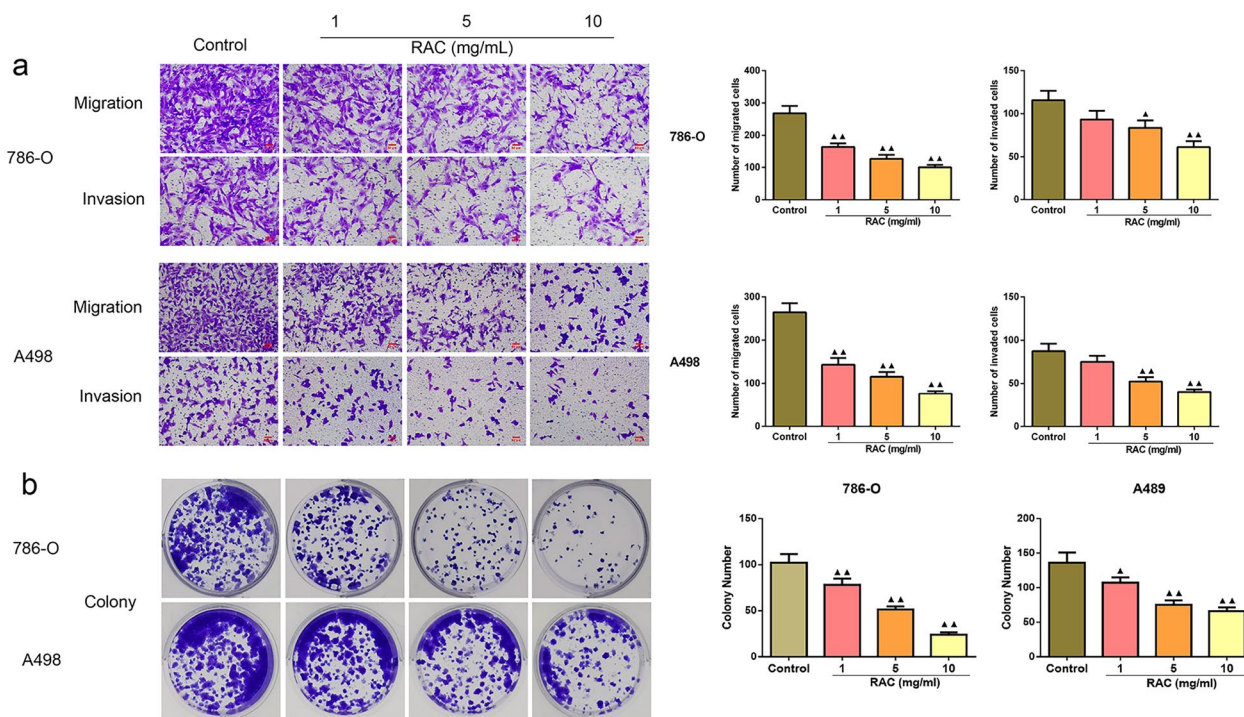 1 5 10
Control RAC (mg/mL)
a
Migration
786-O
Invasion
Migration
A498
Invasion
b
786-O
Colony
A498
786-O
Number of migrated cells
400
300
200
100
0
▲▲ ▲▲ ▲▲
Control 1 5 10
RAC (mg/ml)
Number of invaded cells
150
100
50
0
▲ ▲▲
Control 1 5 10
RAC (mg/ml)
A498
Number of migrated cells
300
200
100
0
▲▲ ▲▲ ▲▲
Control 1 5 10
RAC (mg/ml)
Number of invaded cells
150
100
50
0
▲▲ ▲▲
Control 1 5 10
RAC (mg/ml)
786-O
Colony Number
100
50
0
▲▲ ▲▲ ▲▲
Control 1 5 10
RAC (mg/ml)
A489
Colony Number
200
150
100
50
0
▲ ▲▲ ▲▲
Control 1 5 10
RAC (mg/ml)